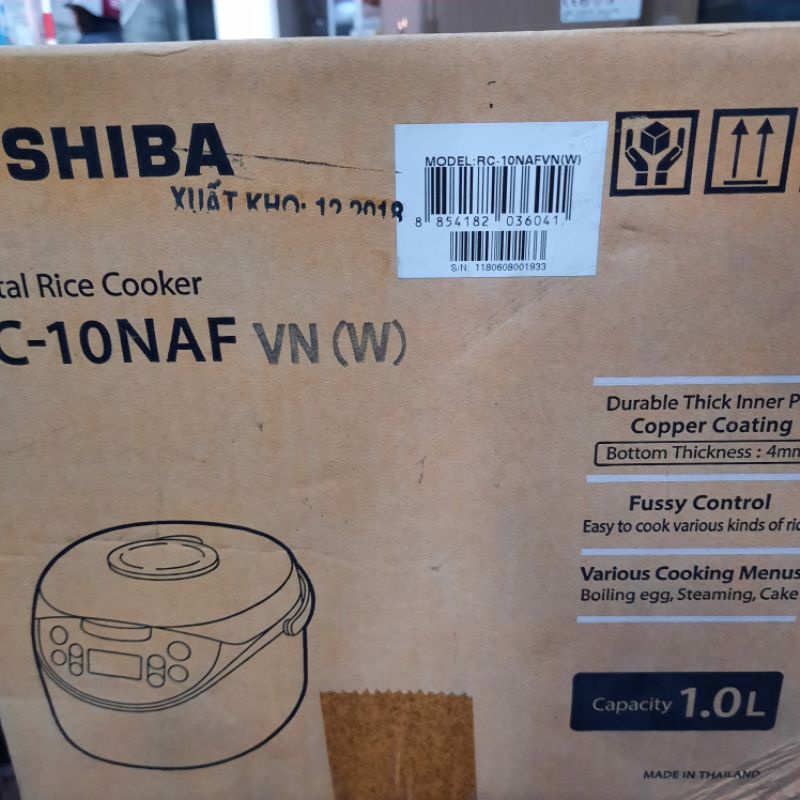 SHIBA
XUẤT KHO: 12 2018
MODEL:RC-10NAFVN(W)
8 854182 036041
S/N: 1180608001933
tal Rice Cooker
C-10NAF VN (W)
Durable Thick Inner P
Copper Coating
Bottom Thickness : 4mm
Fussy Control
Easy to cook various kinds of ric
Various Cooking Menus
Boiling egg, Steaming, Cake
Capacity 1.0L
MADE IN THAILAND